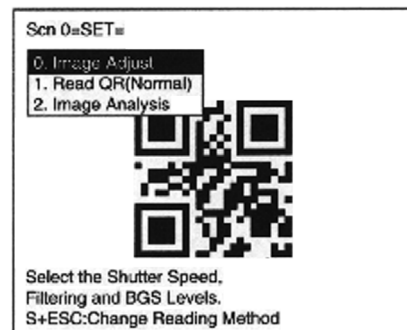 Scn 0=SET=
0. Image Adjust
1. Read QR(Normal)
2. Image Analysis
Select the Shutter Speed,
Filtering and BGS Levels.
S+ESC:Change Reading Method